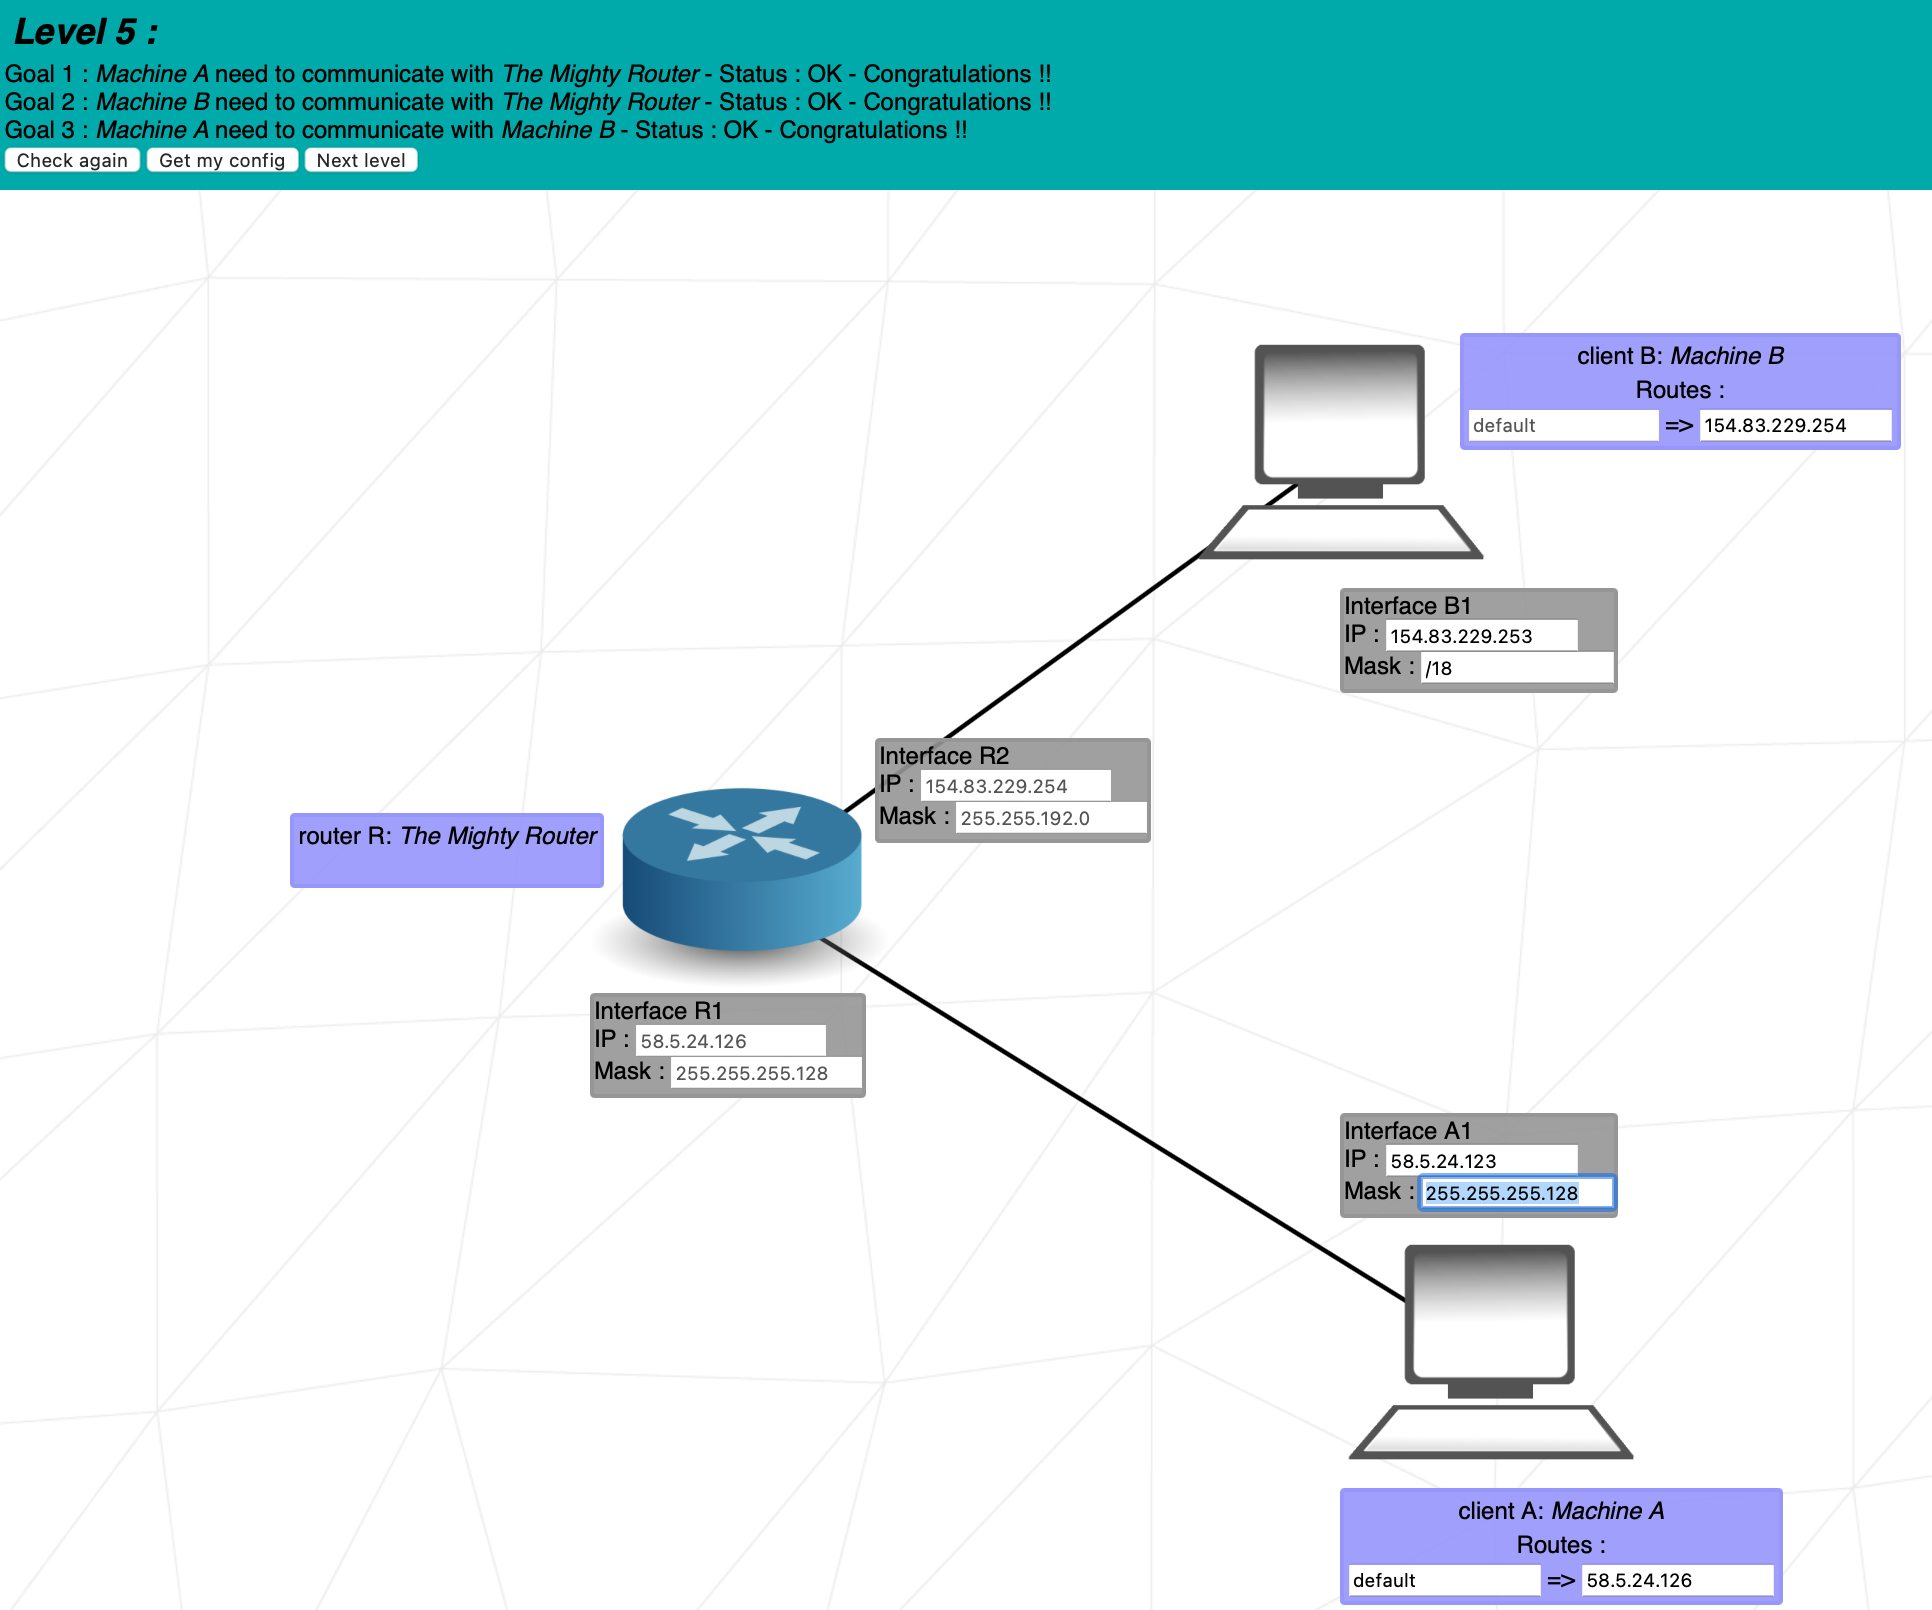 Level 5 :
Goal 1 : Machine A need to communicate with The Mighty Router - Status : OK - Congratulations !!
Goal 2 : Machine B need to communicate with The Mighty Router - Status : OK - Congratulations !!
Goal 3 : Machine A need to communicate with Machine B - Status : OK - Congratulations !!
Check again Get my config Next level
client B: Machine B
Routes :
default => 154.83.229.254
Interface B1
IP : 154.83.229.253
Mask : /18
Interface R2
IP : 154.83.229.254
Mask : 255.255.192.0
router R: The Mighty Router
Interface R1
IP : 58.5.24.126
Mask : 255.255.255.128
Interface A1
IP : 58.5.24.123
Mask : 255.255.255.128
client A: Machine A
Routes :
default => 58.5.24.126